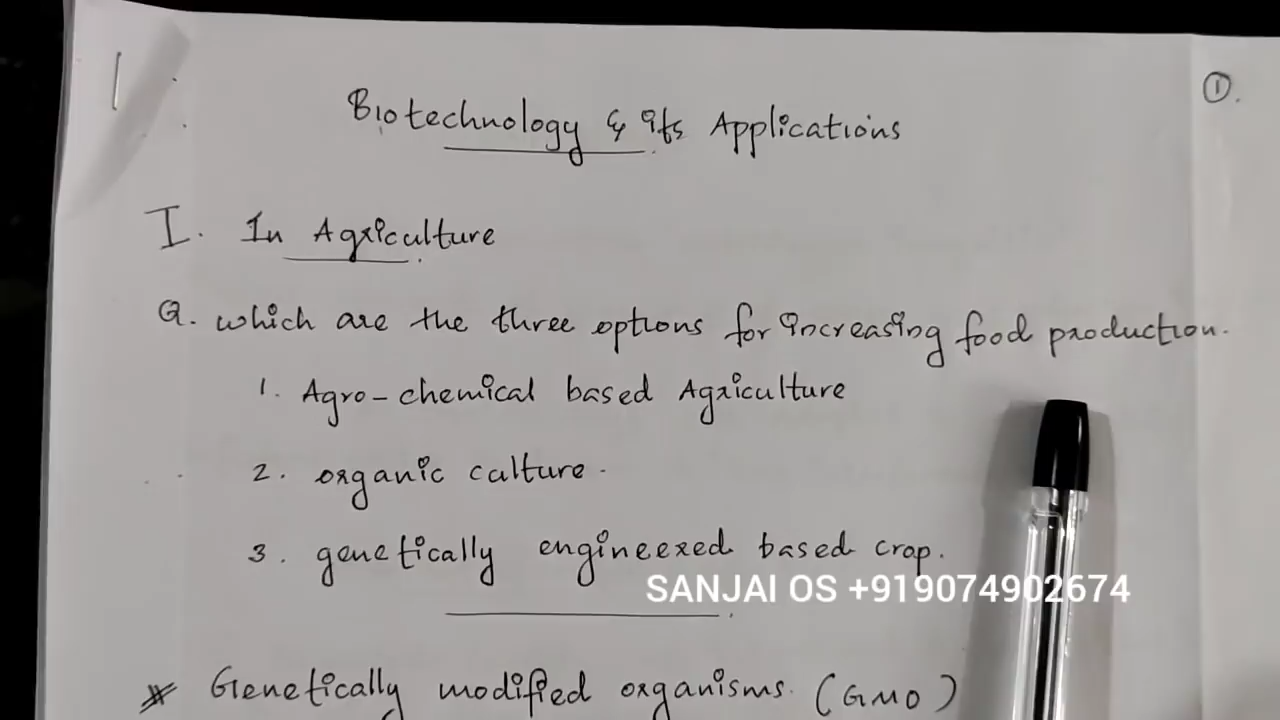 ①.
Biotechnology & its Applications
I. In Agriculture
Q. which are the three options for increasing food production.
1. Agro-chemical based Agriculture
2. organic culture.
3. genetically engineered based crop.
SANJAI OS +919074902674
* Genetically modified organisms. (GMO)